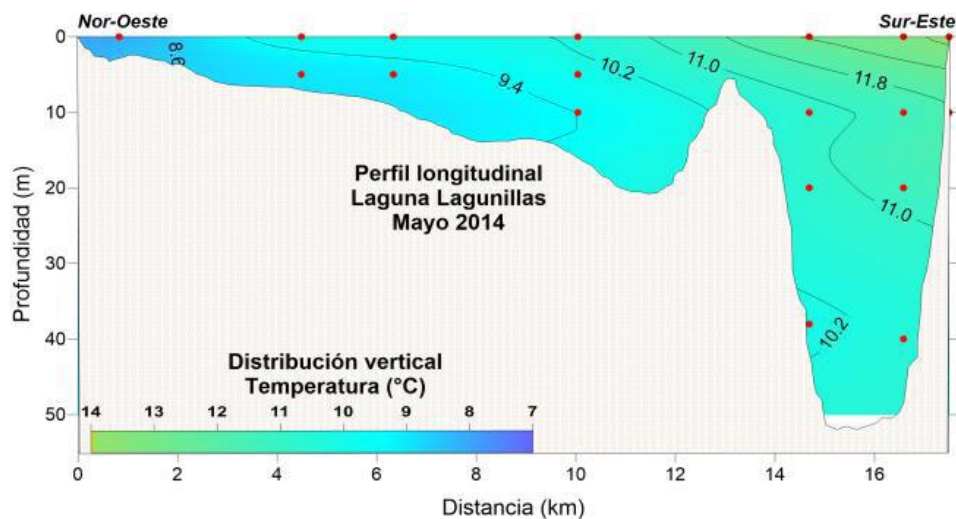 Nor-Oeste
Sur-Este
0
10
20
30
40
50
Profundidad (m)
8.6
9.4
10.2
11.0
11.8
11.0
10.2
Perfil longitudinal
Laguna Lagunillas
Mayo 2014
Distribución vertical
Temperatura (°C)
14 13 12 11 10 9 8 7
0 2 4 6 8 10 12 14 16
Distancia (km)